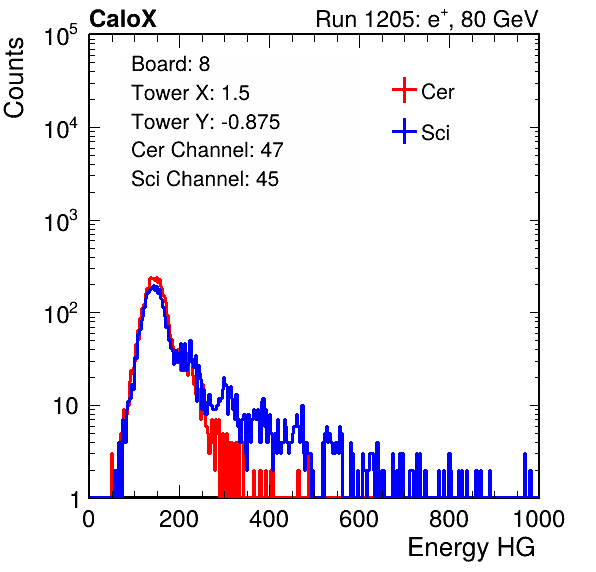 CaloX Run 1205: e⁺, 80 GeV
Counts
10⁵
10⁴
10³
10²
10
1
Board: 8
Tower X: 1.5
Tower Y: -0.875
Cer Channel: 47
Sci Channel: 45
Cer
Sci
0 200 400 600 800 1000
Energy HG